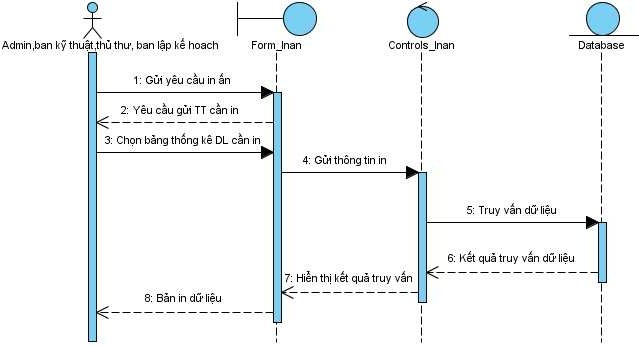 Admin,ban kỹ thuật,thủ thư, ban lập kế hoach
Form_Inan
Controls_Inan
Database
1: Gửi yêu cầu in ấn
2: Yêu cầu gửi TT cần in
3: Chọn bảng thống kê DL cần in
4: Gửi thông tin in
5: Truy vấn dữ liệu
6: Kết quả truy vấn dữ liệu
7: Hiển thị kết quả truy vấn
8: Bản in dữ liệu